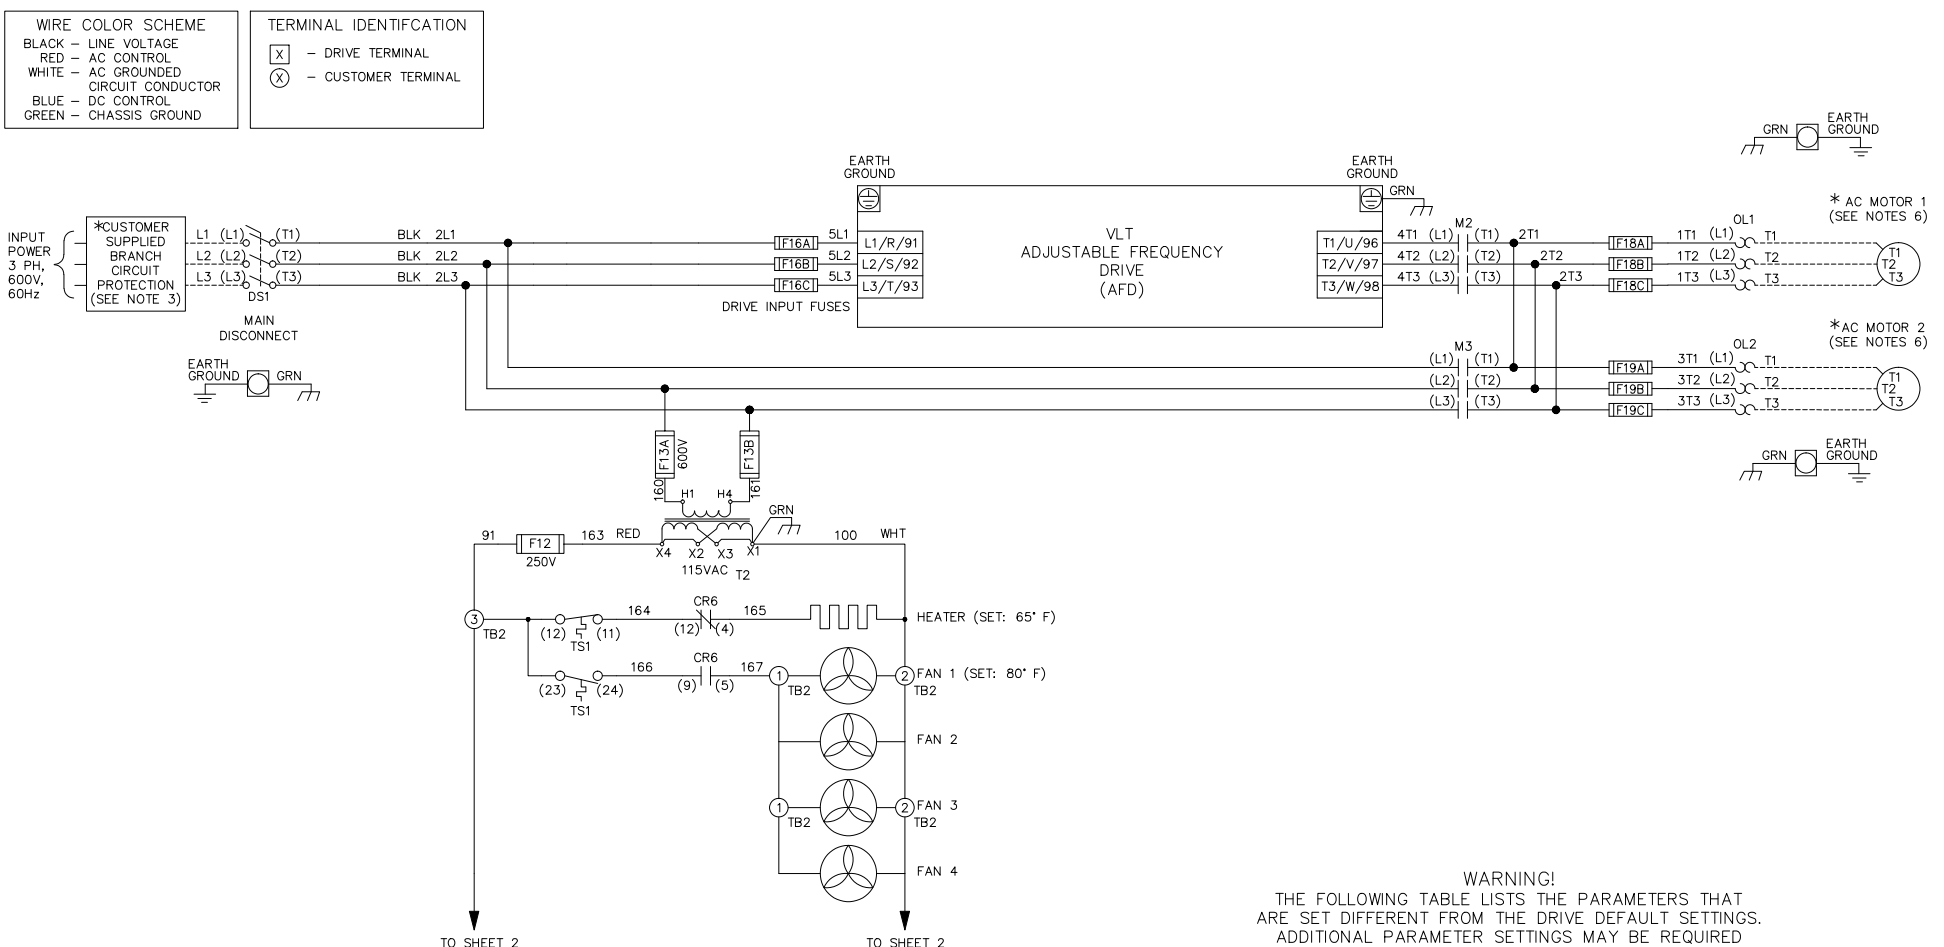 WIRE COLOR SCHEME
BLACK – LINE VOLTAGE
RED – AC CONTROL
WHITE – AC GROUNDED
CIRCUIT CONDUCTOR
BLUE – DC CONTROL
GREEN – CHASSIS GROUND
TERMINAL IDENTIFCATION
X – DRIVE TERMINAL
X – CUSTOMER TERMINAL
GRN
EARTH
GROUND
EARTH
GROUND
EARTH
GROUND
GRN
INPUT
POWER
3 PH,
600V,
60Hz
*CUSTOMER
SUPPLIED
BRANCH
CIRCUIT
PROTECTION
(SEE NOTE 3)
L1 (L1) (T1) BLK 2L1 F16A 5L1 L1/R/91
L2 (L2) (T2) BLK 2L2 F16B 5L2 L2/S/92
L3 (L3) (T3) BLK 2L3 F16C 5L3 L3/T/93
DS1
MAIN
DISCONNECT
DRIVE INPUT FUSES
VLT
ADJUSTABLE FREQUENCY
DRIVE
(AFD)
M2
OL1
* AC MOTOR 1
(SEE NOTES 6)
T1/U/96 4T1 (L1) (T1) 2T1 F18A 1T1 (L1) T1 T1
T2/V/97 4T2 (L2) (T2) 2T2 F18B 1T2 (L2) T2 T2
T3/W/98 4T3 (L3) (T3) 2T3 F18C 1T3 (L3) T3 T3
EARTH
GROUND
GRN
M3
OL2
*AC MOTOR 2
(SEE NOTES 6)
(L1) (T1) F19A 3T1 (L1) T1 T1
(L2) (T2) F19B 3T2 (L2) T2 T2
(L3) (T3) F19C 3T3 (L3) T3 T3
GRN
EARTH
GROUND
F13A
600V
F13B
160
161
H1 H4
GRN
91 F12 163 RED
250V
X4 X2 X3 X1
115VAC T2
100 WHT
3
TB2
(12) (11)
TS1
164
CR6
(12) (4)
165
HEATER (SET: 65° F)
(23) (24)
TS1
166
CR6
(9) (5)
167
1
TB2
2
TB2
FAN 1 (SET: 80° F)
FAN 2
1
TB2
2
TB2
FAN 3
FAN 4
TO SHEET 2
TO SHEET 2
WARNING!
THE FOLLOWING TABLE LISTS THE PARAMETERS THAT
ARE SET DIFFERENT FROM THE DRIVE DEFAULT SETTINGS.
ADDITIONAL PARAMETER SETTINGS MAY BE REQUIRED